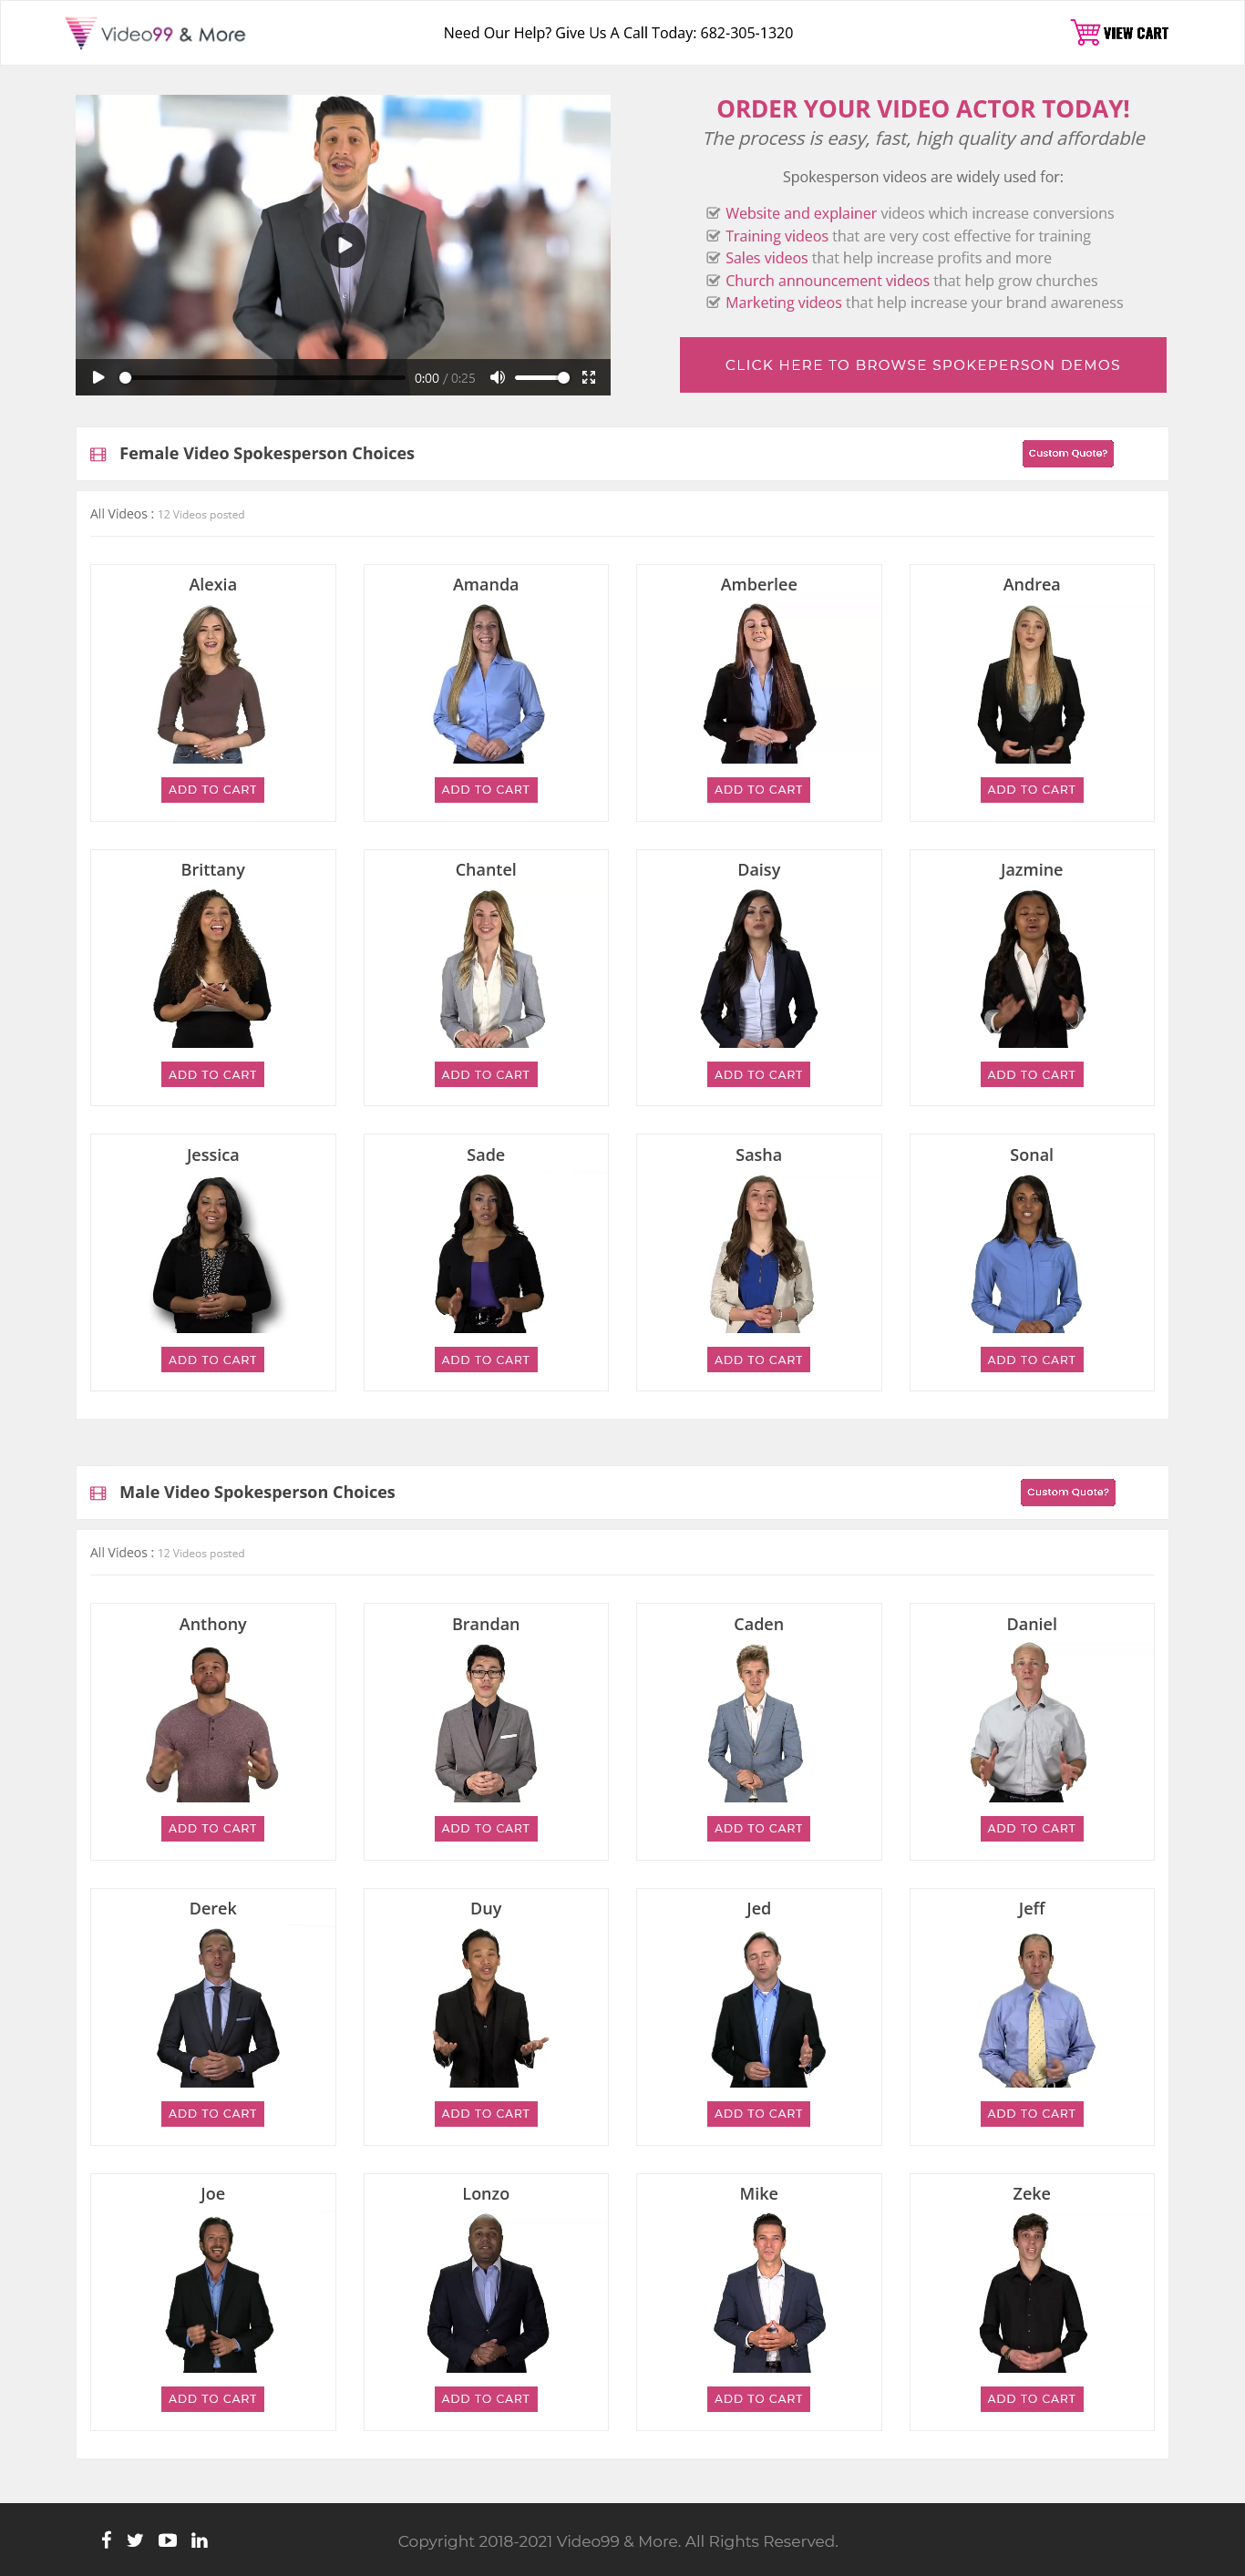 Video99 & More
Need Our Help? Give Us A Call Today: 682-305-1320
VIEW CART
ORDER YOUR VIDEO ACTOR TODAY!
The process is easy, fast, high quality and affordable
Spokesperson videos are widely used for:
Website and explainer videos which increase conversions
Training videos that are very cost effective for training
Sales videos that help increase profits and more
Church announcement videos that help grow churches
Marketing videos that help increase your brand awareness
0:00 / 0:25
CLICK HERE TO BROWSE SPOKEPERSON DEMOS
Female Video Spokesperson Choices
Custom Quote?
All Videos : 12 Videos posted
Alexia
Amanda
Amberlee
Andrea
ADD TO CART
ADD TO CART
ADD TO CART
ADD TO CART
Brittany
Chantel
Daisy
Jazmine
ADD TO CART
ADD TO CART
ADD TO CART
ADD TO CART
Jessica
Sade
Sasha
Sonal
ADD TO CART
ADD TO CART
ADD TO CART
ADD TO CART
Male Video Spokesperson Choices
Custom Quote?
All Videos : 12 Videos posted
Anthony
Brandan
Caden
Daniel
ADD TO CART
ADD TO CART
ADD TO CART
ADD TO CART
Derek
Duy
Jed
Jeff
ADD TO CART
ADD TO CART
ADD TO CART
ADD TO CART
Joe
Lonzo
Mike
Zeke
ADD TO CART
ADD TO CART
ADD TO CART
ADD TO CART
Copyright 2018-2021 Video99 & More. All Rights Reserved.